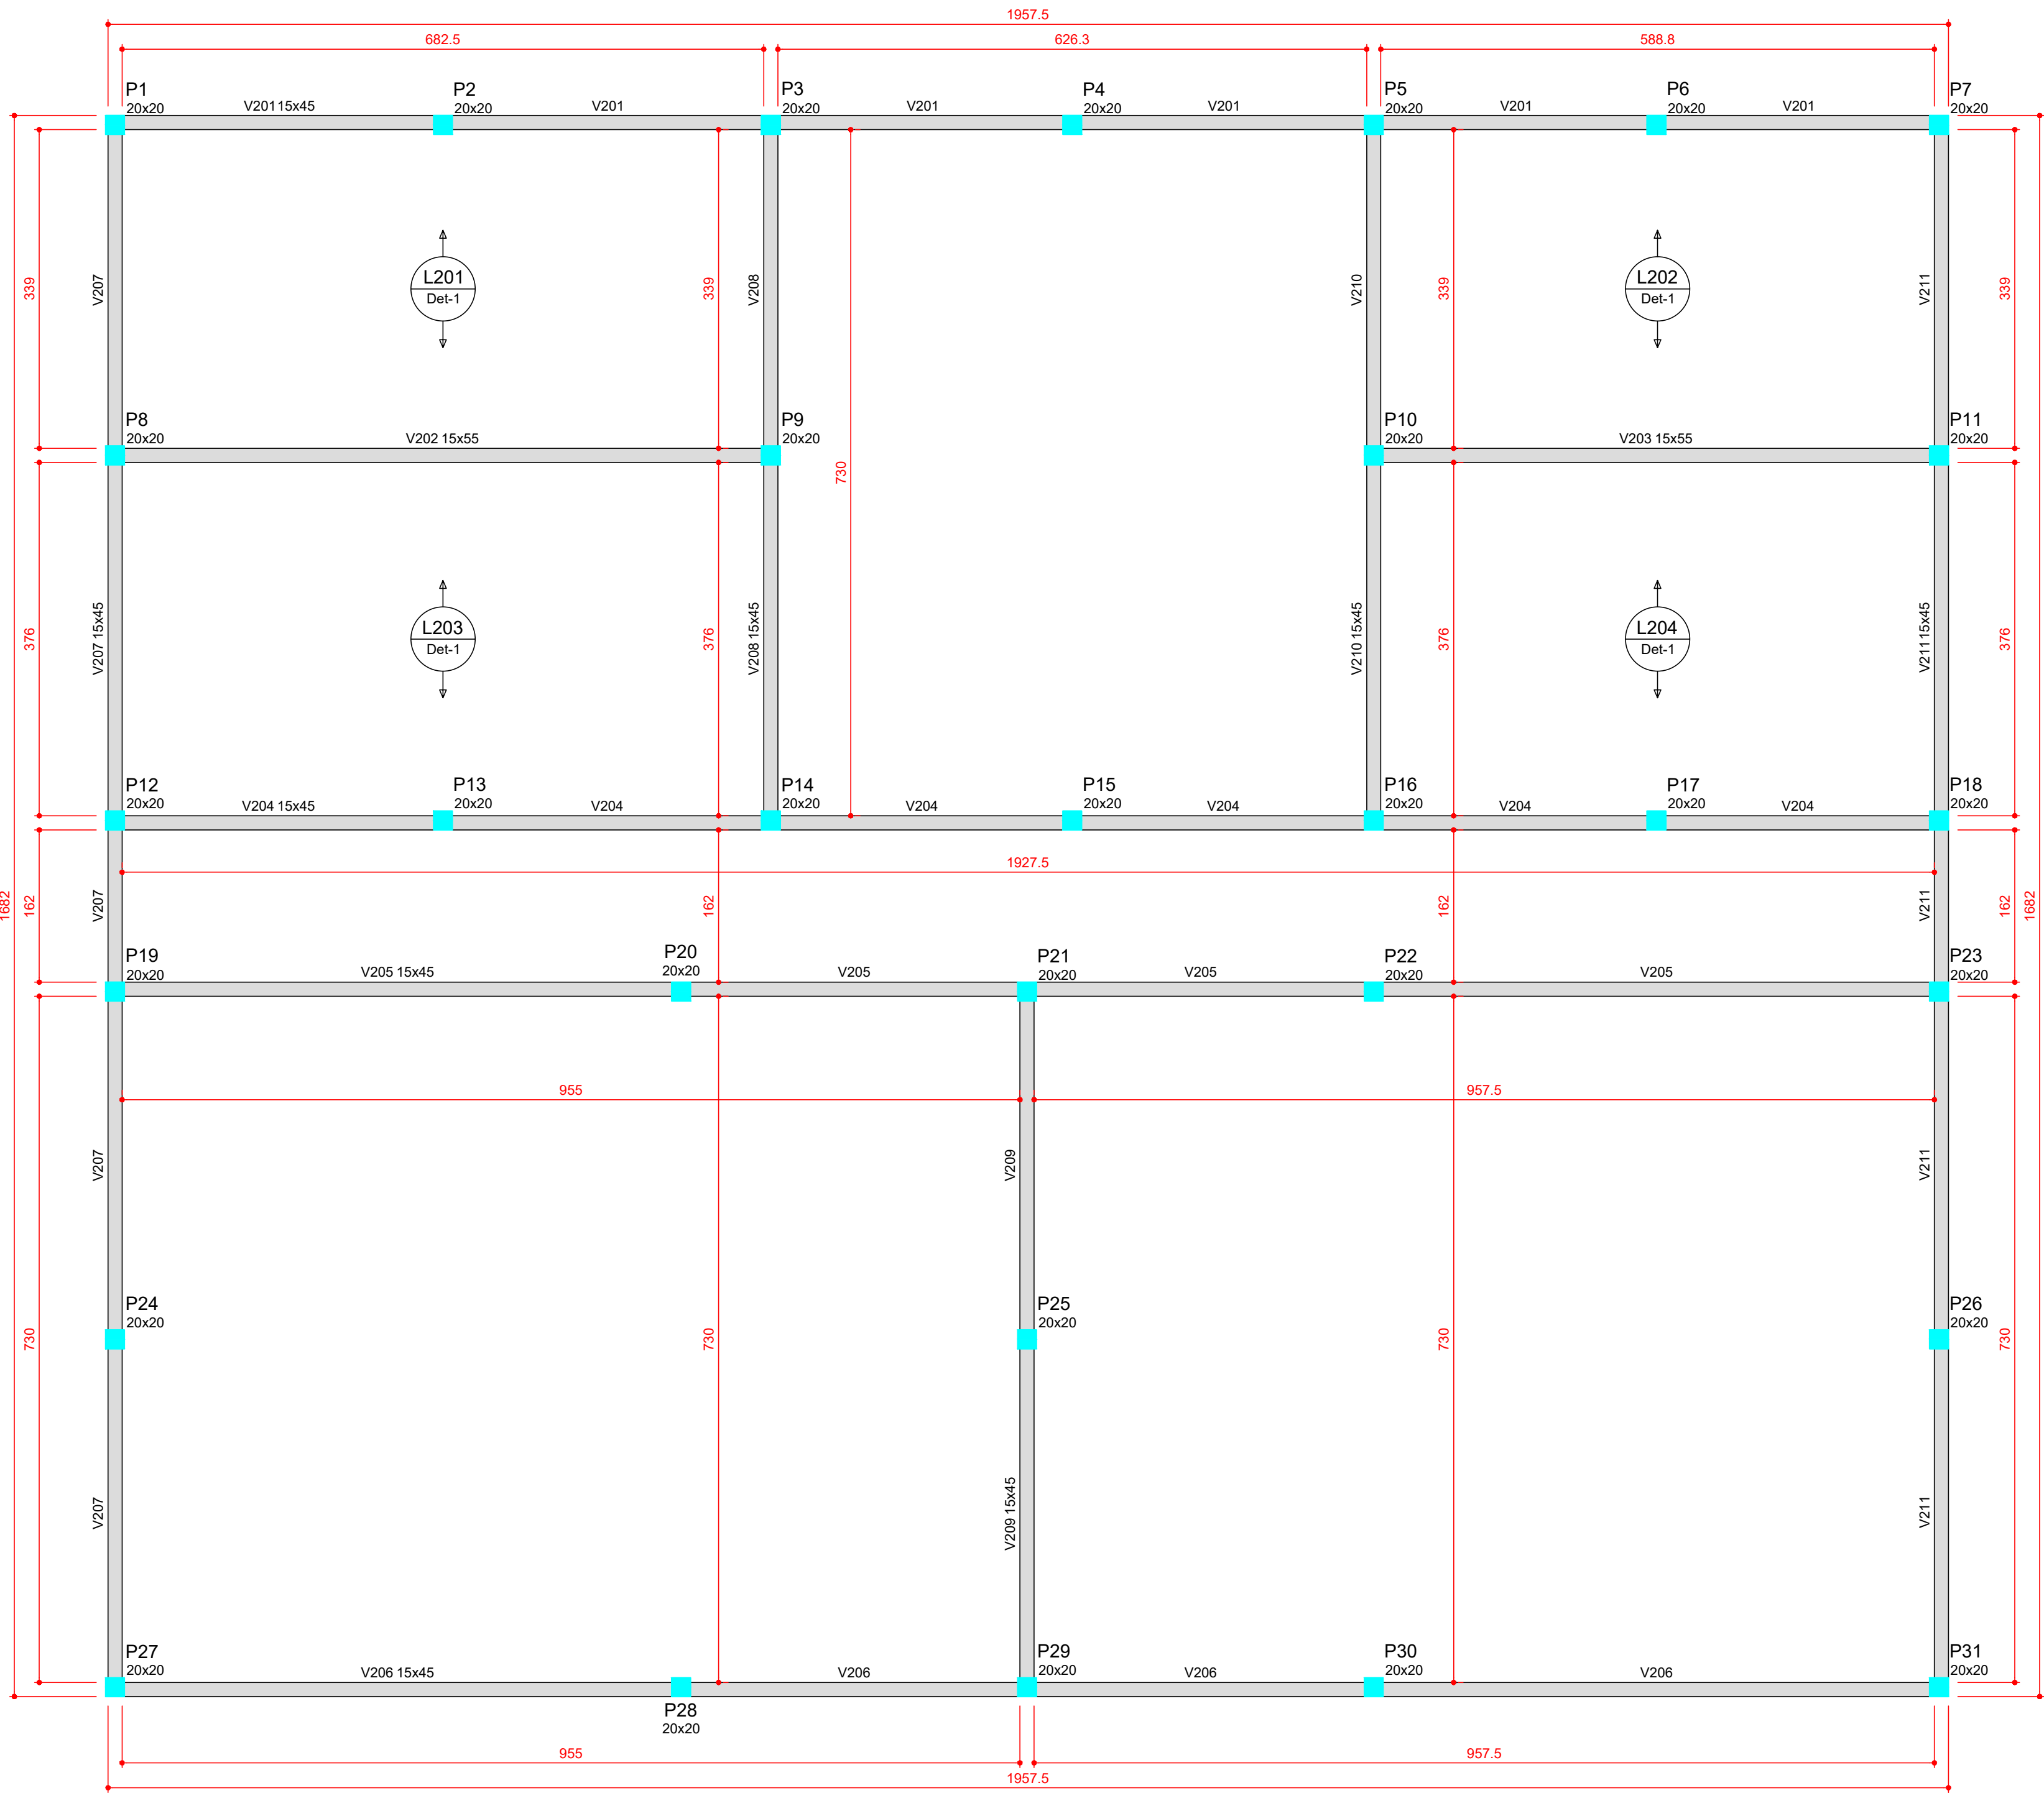 1957.5
682.5
626.3
588.8
P1
20x20
V201 15x45
P2
20x20
V201
P3
20x20
V201
P4
20x20
V201
P5
20x20
V201
P6
20x20
V201
P7
20x20
339
V207
L201
Det-1
339
V208
730
V210
339
L202
Det-1
V211
339
P8
20x20
V202 15x55
P9
20x20
P10
20x20
V203 15x55
P11
20x20
376
V207 15x45
L203
Det-1
376
V208 15x45
V210 15x45
376
L204
Det-1
V211 15x45
376
P12
20x20
V204 15x45
P13
20x20
V204
P14
20x20
V204
P15
20x20
V204
P16
20x20
V204
P17
20x20
V204
P18
20x20
1927.5
1682
162
V207
162
162
V211
162
1682
P19
20x20
V205 15x45
P20
20x20
V205
P21
20x20
V205
P22
20x20
V205
P23
20x20
955
957.5
V207
V209
V211
P24
20x20
P25
20x20
P26
20x20
730
730
730
730
V207
V209 15x45
V211
P27
20x20
V206 15x45
P28
20x20
V206
P29
20x20
V206
P30
20x20
V206
P31
20x20
955
957.5
1957.5